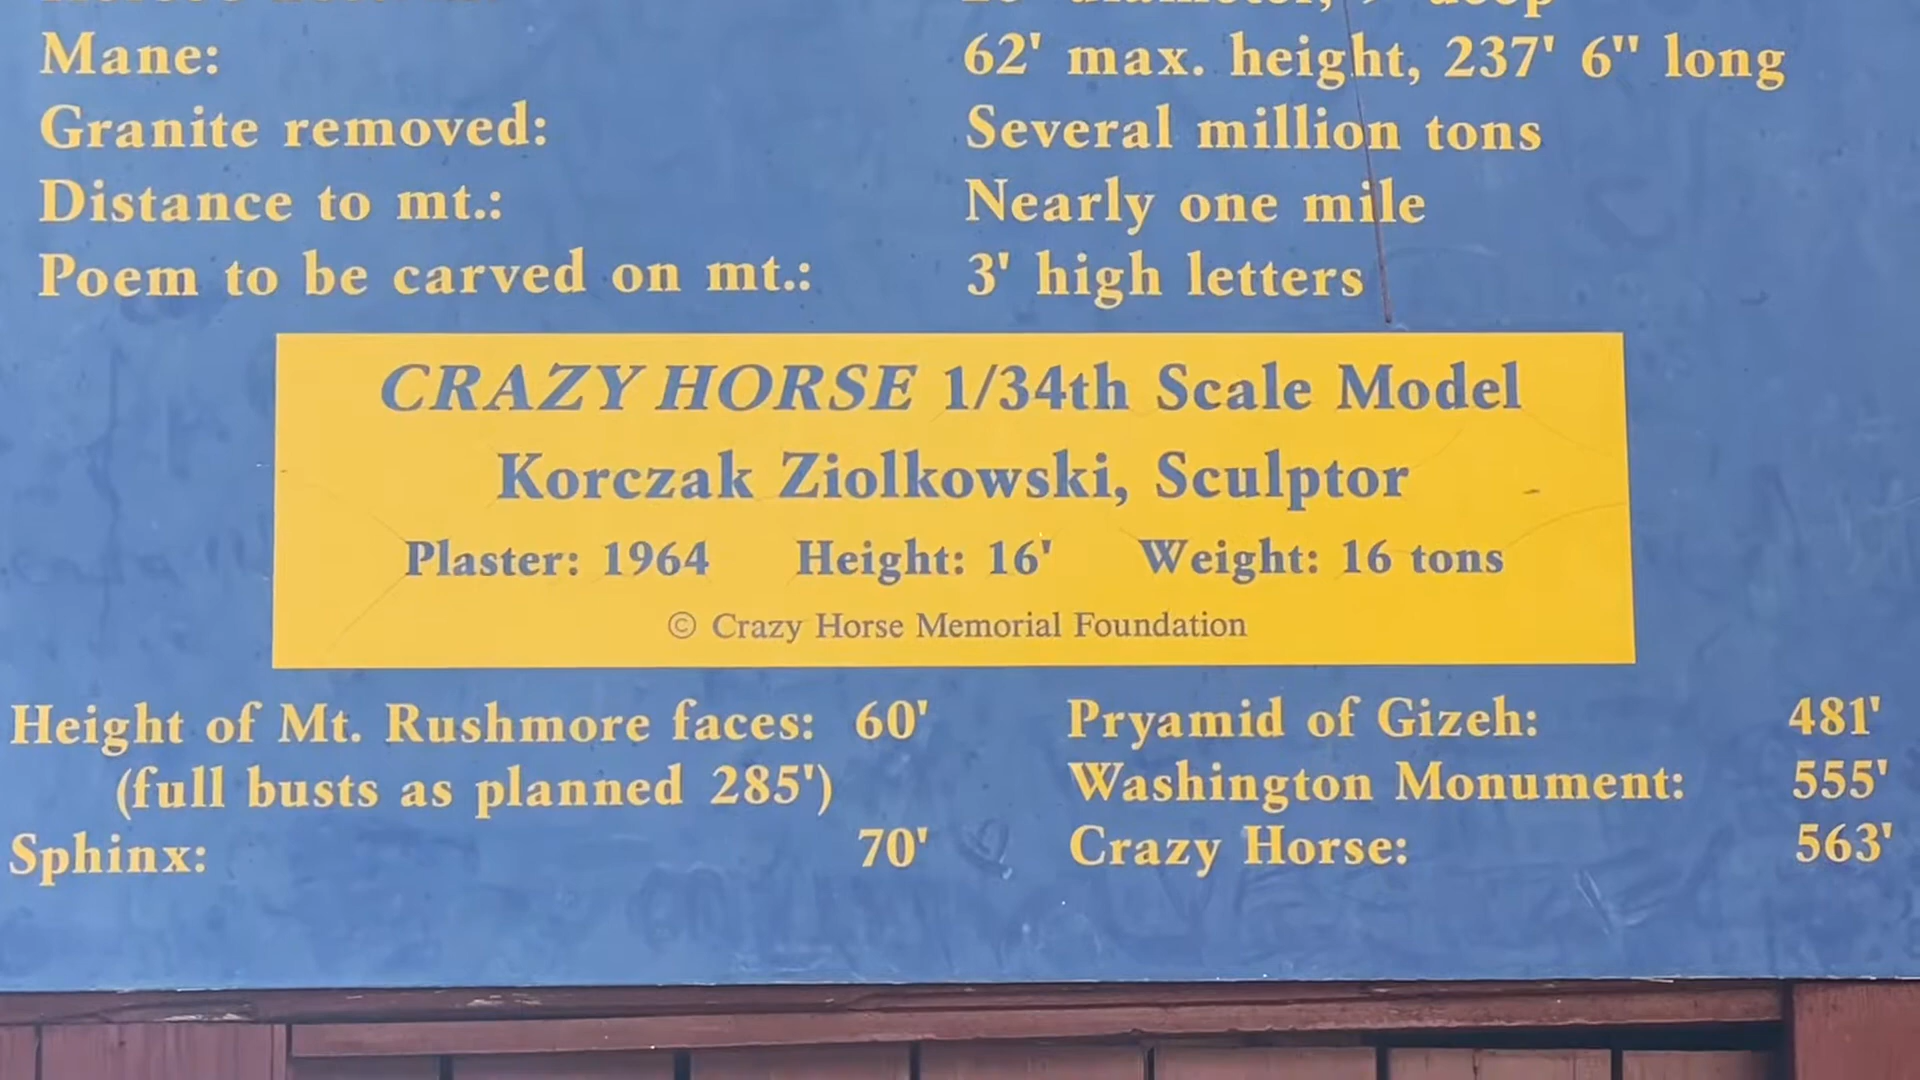 diameter, deep
Mane: 62' max. height, 237' 6" long
Granite removed: Several million tons
Distance to mt.: Nearly one mile
Poem to be carved on mt.: 3' high letters
CRAZY HORSE 1/34th Scale Model
Korczak Ziolkowski, Sculptor
Plaster: 1964 Height: 16' Weight: 16 tons
© Crazy Horse Memorial Foundation
Height of Mt. Rushmore faces: 60'
(full busts as planned 285')
Sphinx: 70'
Pryamid of Gizeh: 481'
Washington Monument: 555'
Crazy Horse: 563'